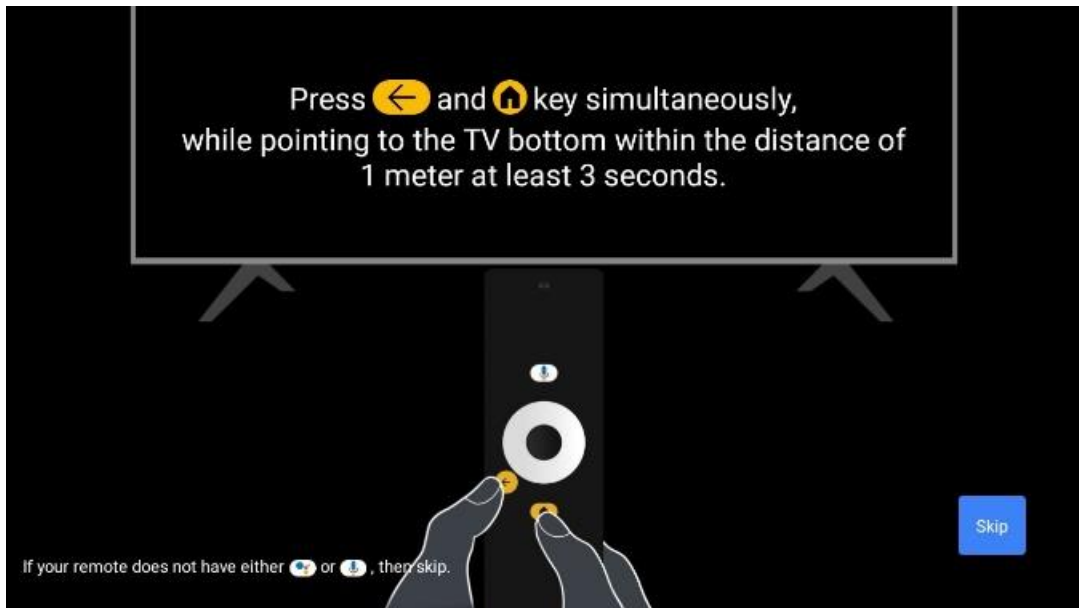 Press and key simultaneously,
while pointing to the TV bottom within the distance of
1 meter at least 3 seconds.
Skip
If your remote does not have either or , then skip.